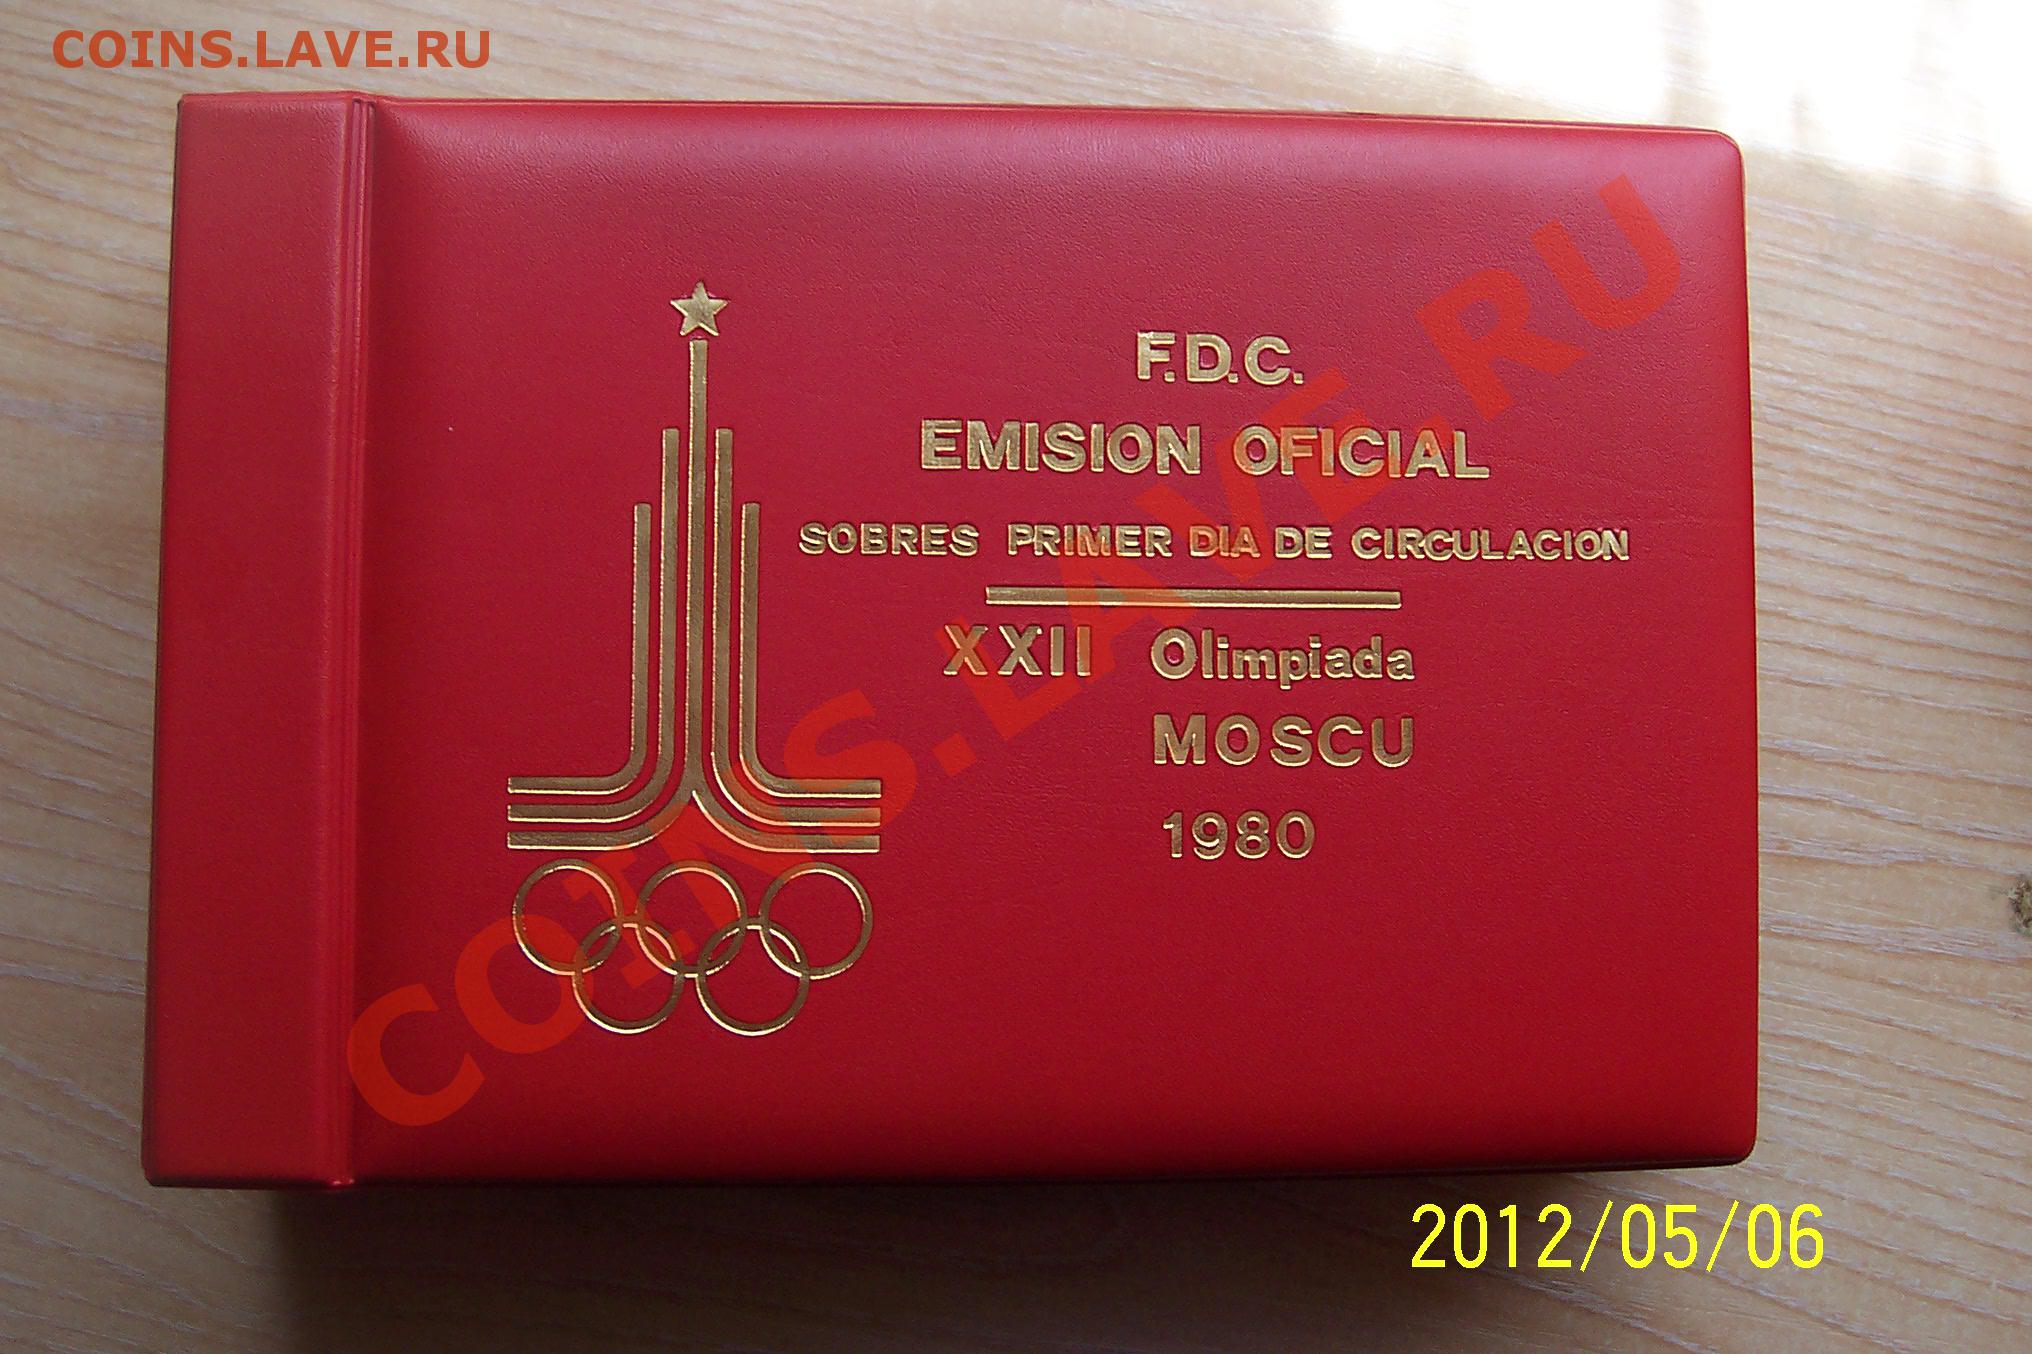 COINS.LAVE.RU
F.D.C.
EMISION OFICIAL
SOBRES PRIMER DIA DE CIRCULACION
XXII Olimpiada
MOSCU
1980
COINS.LAVE.RU
2012/05/06